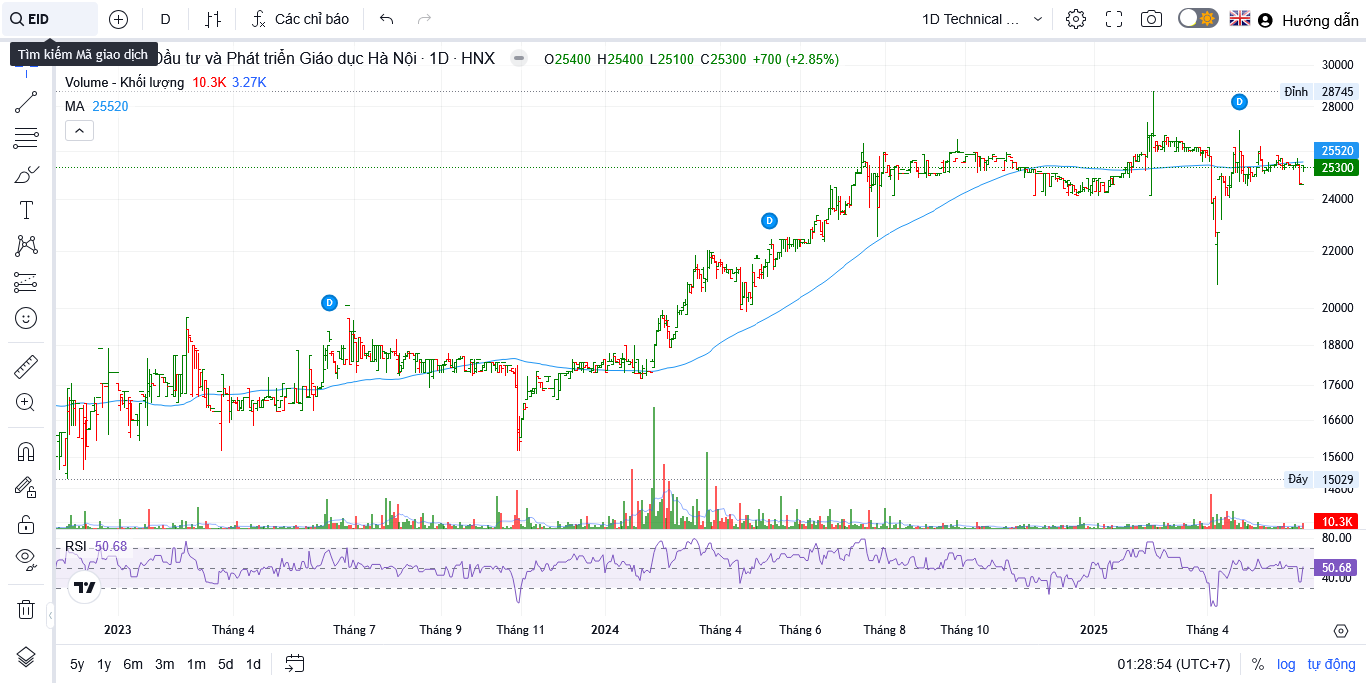 EID D Các chỉ báo 1D Technical ... Hướng dẫn
Tìm kiếm Mã giao dịch
Đầu tư và Phát triển Giáo dục Hà Nội · 1D · HNX O25400 H25400 L25100 C25300 +700 (+2.85%)
Volume - Khối lượng 10.3K 3.27K
MA 25520
30000
Đỉnh 28745
28000
25520
25300
24000
22000
20000
18800
17600
16600
15600
Đáy 15029
14800
10.3K
RSI 50.68
80.00
50.68
40.00
2023 Tháng 4 Tháng 7 Tháng 9 Tháng 11 2024 Tháng 4 Tháng 6 Tháng 8 Tháng 10 2025 Tháng 4
5y 1y 6m 3m 1m 5d 1d 01:28:54 (UTC+7) % log tự động
D
D
D